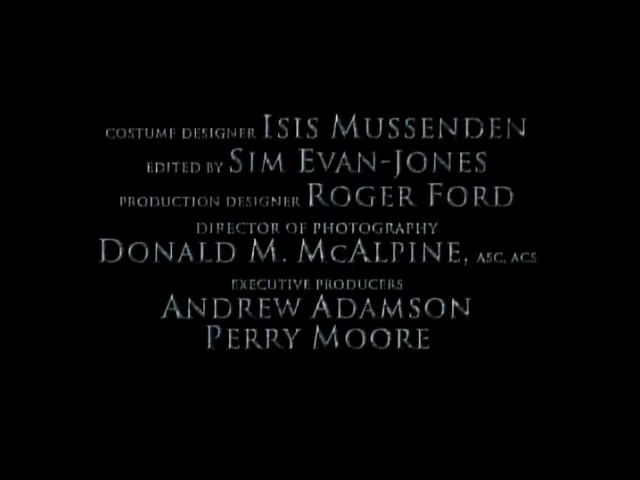 COSTUME DESIGNER ISIS MUSSENDEN
EDITED BY SIM EVAN-JONES
PRODUCTION DESIGNER ROGER FORD
DIRECTOR OF PHOTOGRAPHY
DONALD M. MCALPINE, ASC, ACS
EXECUTIVE PRODUCERS
ANDREW ADAMSON
PERRY MOORE